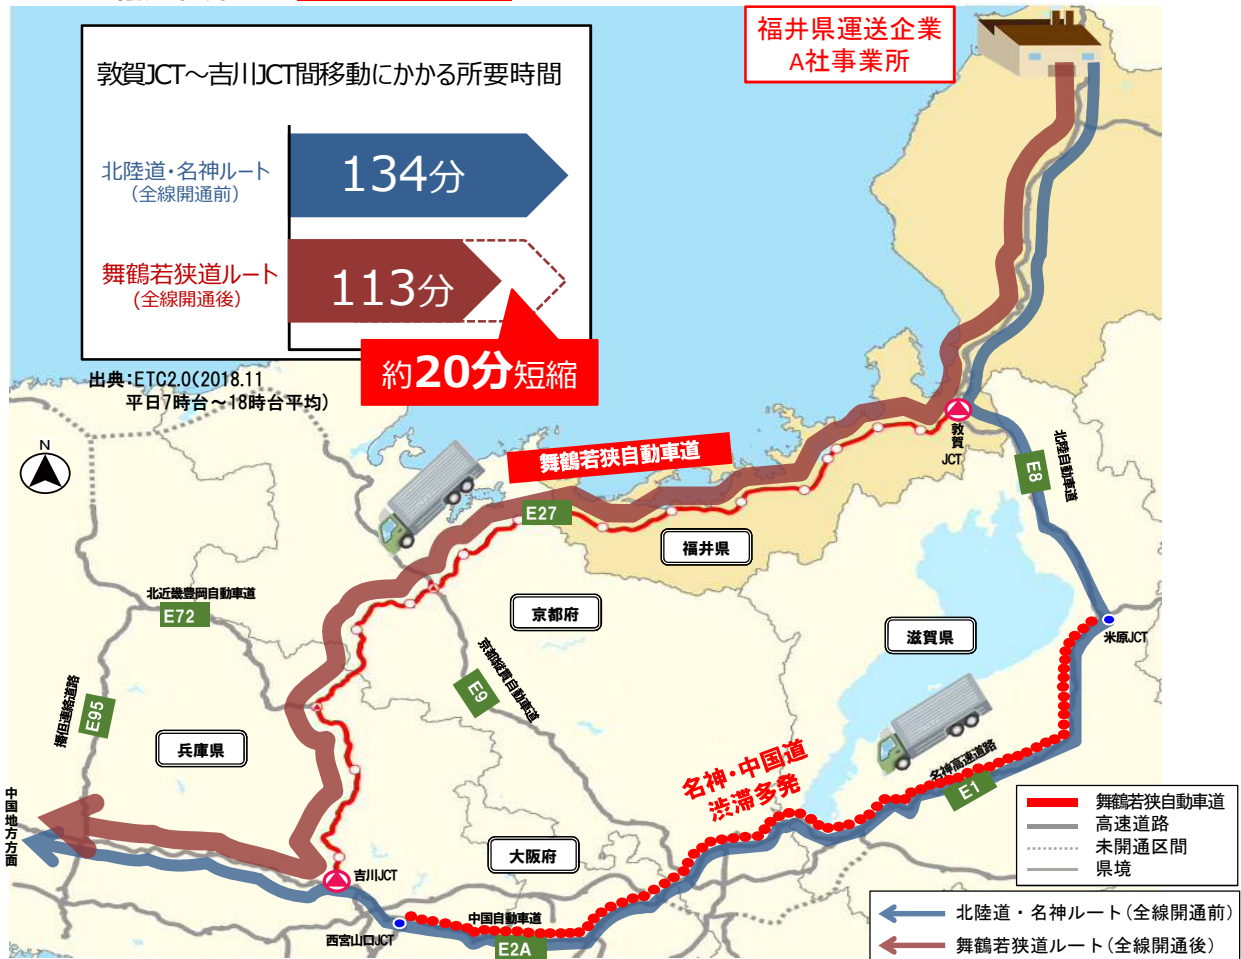 福井県運送企業
A社事業所
敦賀JCT～吉川JCT間移動にかかる所要時間
北陸道・名神ルート
(全線開通前)
134分
舞鶴若狭道ルート
(全線開通後)
113分
約20分短縮
出典:ETC2.0(2018.11
平日7時台～18時台平均)
N
舞鶴若狭自動車道
E27
敦賀
JCT
北陸自動車道
E8
福井県
京都府
滋賀県
米原JCT
北近畿豊岡自動車道
E72
京都縦貫自動車道
E9
播但連絡道路
E95
兵庫県
名神・中国道
渋滞多発
名神高速道路
E1
中国地方方面
大阪府
吉川JCT
西宮山口JCT
中国自動車道
E2A
舞鶴若狭自動車道
高速道路
未開通区間
県境
北陸道・名神ルート(全線開通前)
舞鶴若狭道ルート(全線開通後)